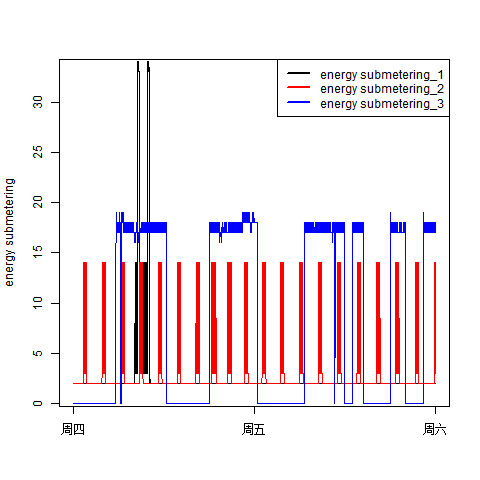 energy submetering_1
energy submetering_2
energy submetering_3
energy submetering
30
25
20
15
10
5
0
周四 周五 周六